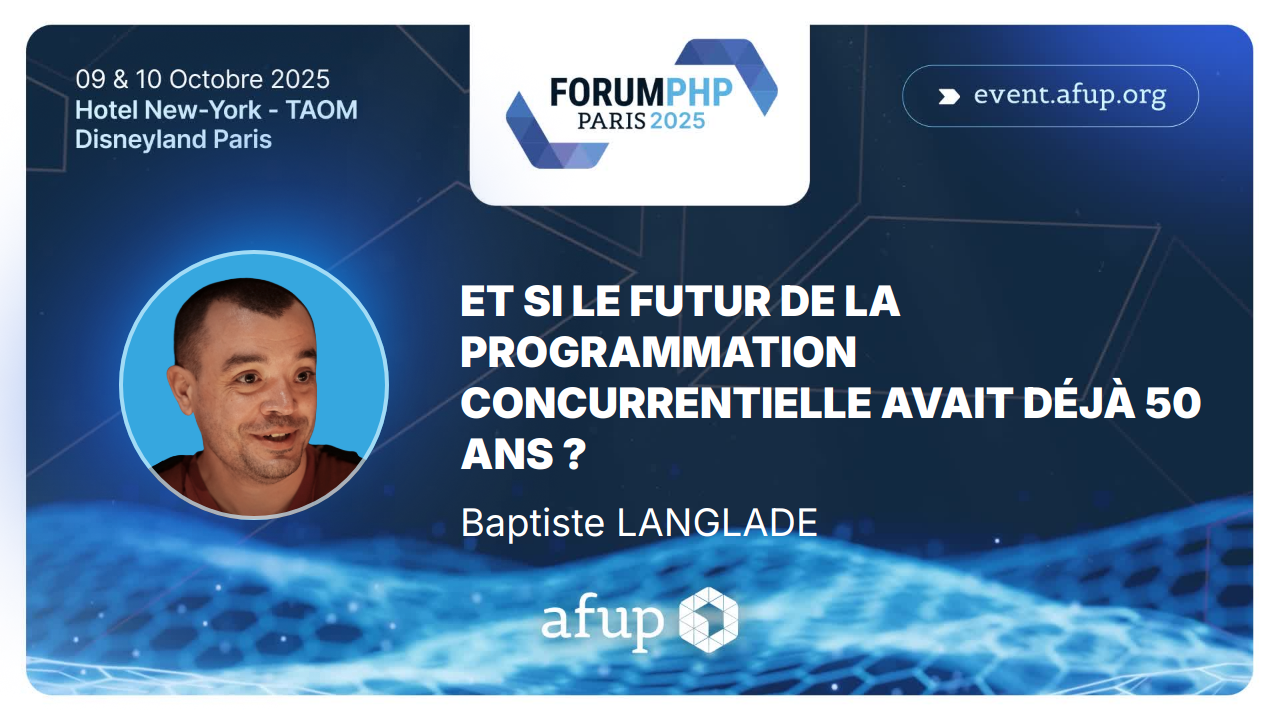 09 & 10 Octobre 2025
Hotel New-York - TAOM
Disneyland Paris
FORUMPHP
PARIS 2025
event.afup.org
ET SI LE FUTUR DE LA
PROGRAMMATION
CONCURRENTIELLE AVAIT DÉJÀ 50
ANS ?
Baptiste LANGLADE
afup